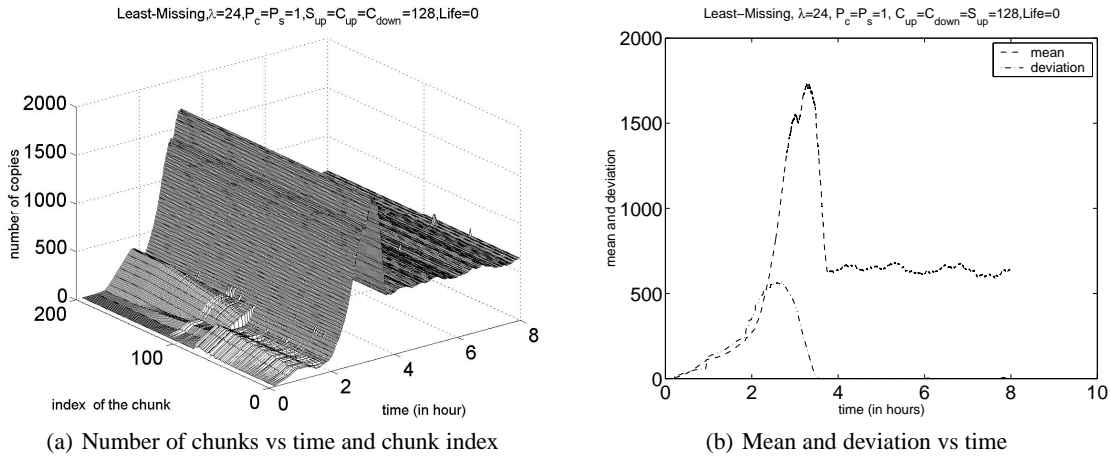 Least-Missing,λ=24,P_c=P_s=1,S_up=C_up=C_down=128,Life=0
2000
1500
1000
500
0
number of copies
200
100
0
index of the chunk
0
2
4
6
8
time (in hour)
(a) Number of chunks vs time and chunk index
Least−Missing, λ=24, P_c=P_s=1, C_up=C_down=S_up=128,Life=0
2000
1500
1000
500
0
mean and deviation
mean
deviation
0 2 4 6 8 10
time (in hours)
(b) Mean and deviation vs time